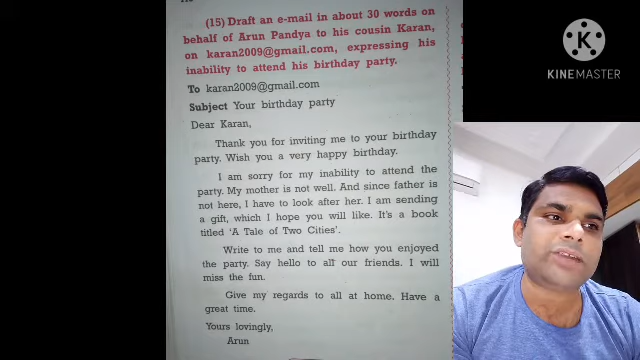 (15) Draft an e-mail in about 30 words on
behalf of Arun Pandya to his cousin Karan,
on karan2009@gmail.com, expressing his
inability to attend his birthday party.
To karan2009@gmail.com
Subject Your birthday party
Dear Karan,
Thank you for inviting me to your birthday
party. Wish you a very happy birthday.
I am sorry for my inability to attend the
party. My mother is not well. And since father is
not here, I have to look after her. I am sending
a gift, which I hope you will like. It's a book
titled 'A Tale of Two Cities'.
Write to me and tell me how you enjoyed
the party. Say hello to all our friends. I will
miss the fun.
Give my regards to all at home. Have a
great time.
Yours lovingly,
Arun
K
KINEMASTER